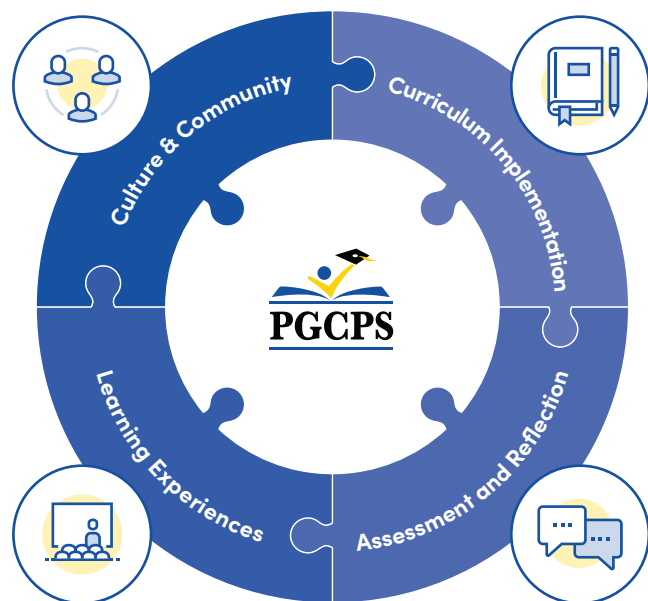 Culture & Community
Curriculum Implementation
PGCPS
Learning Experiences
Assessment and Reflection